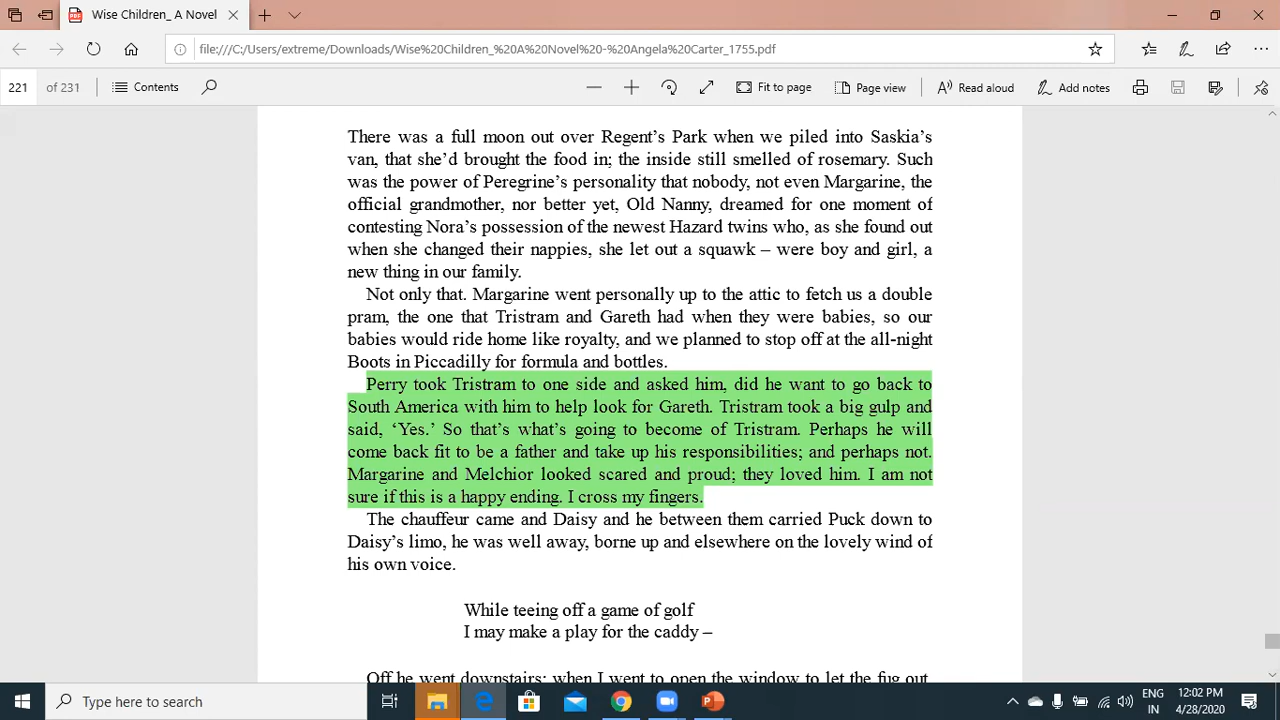 Wise Children_ A Novel
file:///C:/Users/extreme/Downloads/Wise%20Children_%20A%20Novel%20-%20Angela%20Carter_1755.pdf
221 of 231 Contents Fit to page Page view Read aloud Add notes
There was a full moon out over Regent’s Park when we piled into Saskia’s
van, that she’d brought the food in; the inside still smelled of rosemary. Such
was the power of Peregrine’s personality that nobody, not even Margarine, the
official grandmother, nor better yet, Old Nanny, dreamed for one moment of
contesting Nora’s possession of the newest Hazard twins who, as she found out
when she changed their nappies, she let out a squawk – were boy and girl, a
new thing in our family.
Not only that. Margarine went personally up to the attic to fetch us a double
pram, the one that Tristram and Gareth had when they were babies, so our
babies would ride home like royalty, and we planned to stop off at the all-night
Boots in Piccadilly for formula and bottles.
Perry took Tristram to one side and asked him, did he want to go back to
South America with him to help look for Gareth. Tristram took a big gulp and
said, ‘Yes.’ So that’s what’s going to become of Tristram. Perhaps he will
come back fit to be a father and take up his responsibilities; and perhaps not.
Margarine and Melchior looked scared and proud; they loved him. I am not
sure if this is a happy ending. I cross my fingers.
The chauffeur came and Daisy and he between them carried Puck down to
Daisy’s limo, he was well away, borne up and elsewhere on the lovely wind of
his own voice.
While teeing off a game of golf
I may make a play for the caddy –
Off he went downstairs; when I went to open the window to let the fug out,
Type here to search
ENG 12:02 PM
IN 4/28/2020